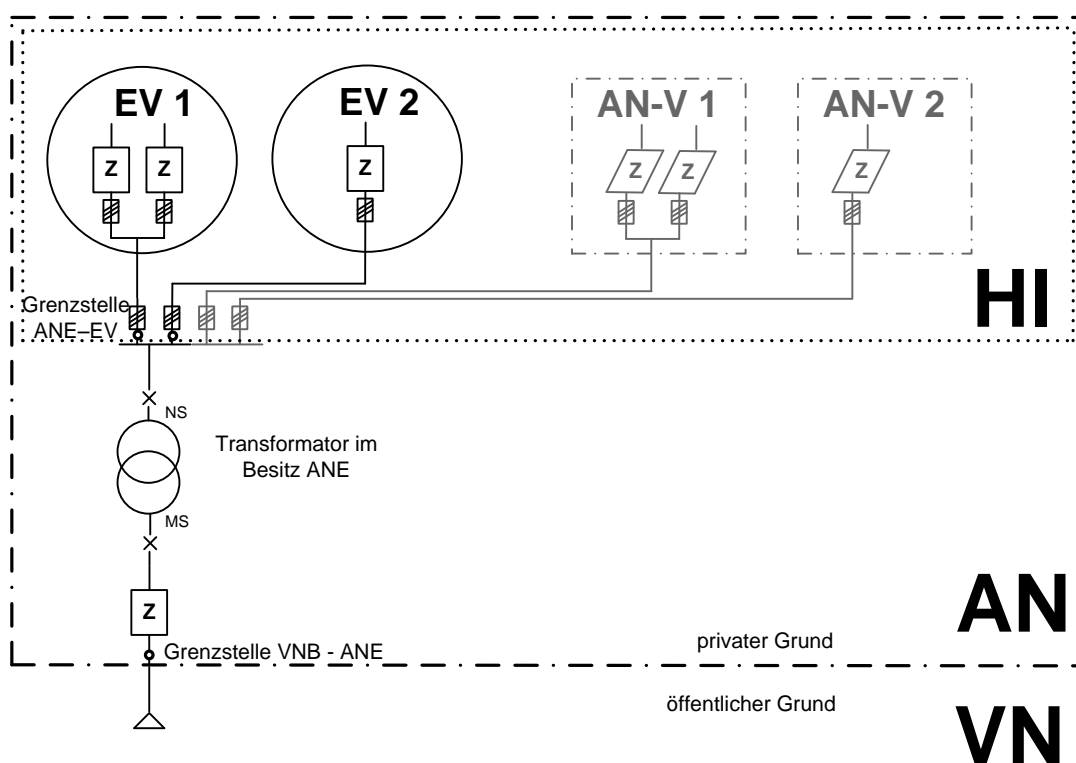 EV 1
EV 2
AN-V 1
AN-V 2
Z
Z
Z
Z
Z
Z
HI
Grenzstelle
ANE–EV
NS
Transformator im
Besitz ANE
MS
Z
AN
privater Grund
Grenzstelle VNB - ANE
öffentlicher Grund
VN